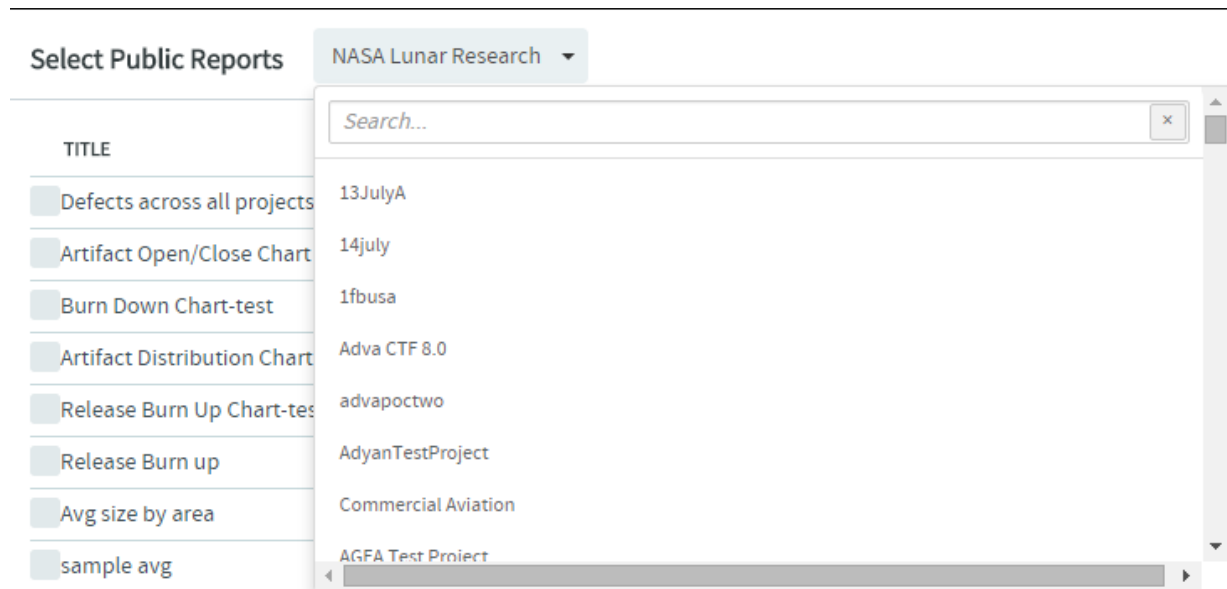 Select Public Reports
NASA Lunar Research
Search...
TITLE
Defects across all projects
Artifact Open/Close Chart
Burn Down Chart-test
Artifact Distribution Chart
Release Burn Up Chart-tes
Release Burn up
Avg size by area
sample avg
13JulyA
14july
1fbusa
Adva CTF 8.0
advapoctwo
AdyanTestProject
Commercial Aviation
AGFA Test Project